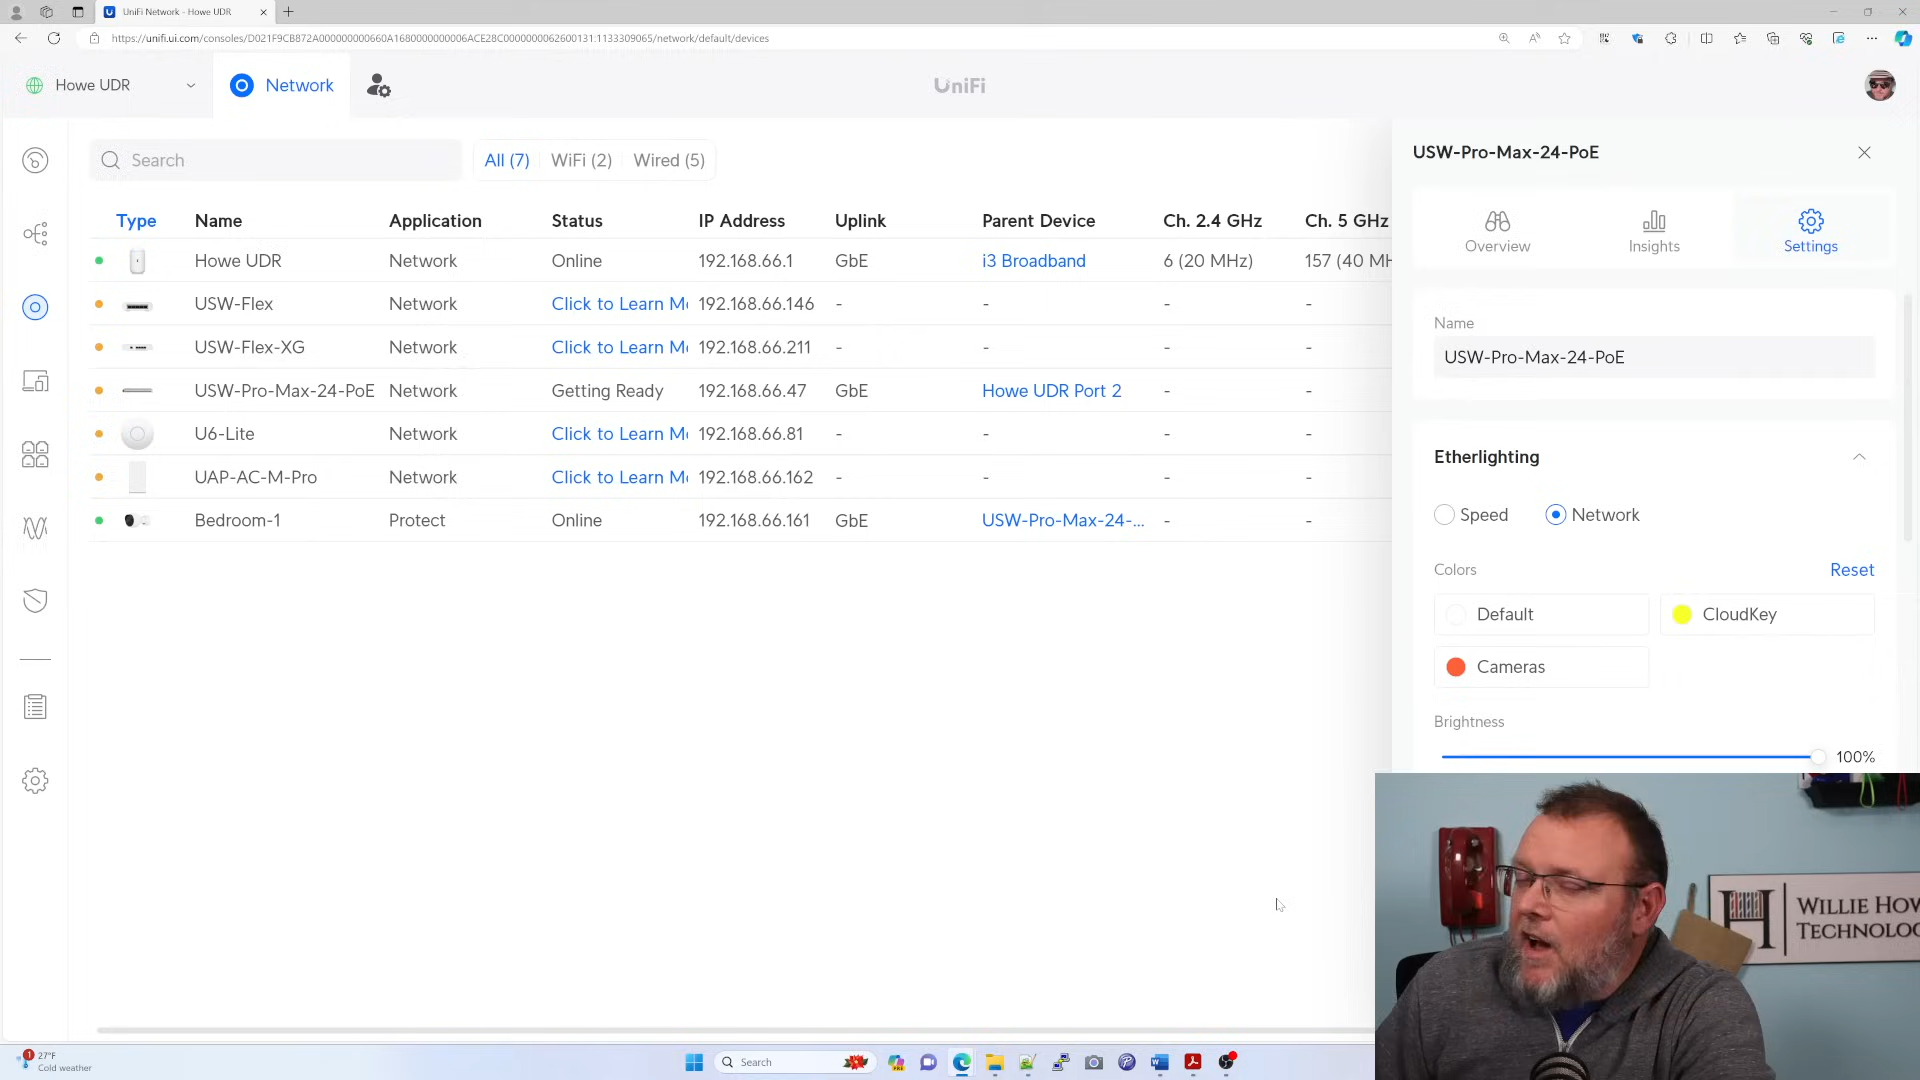 UniFi Network - Howe UDR
https://unifi.ui.com/consoles/D021F9CB872A000000000660A1680000000006ACE28C0000000062600131:1133309065/network/default/devices
Howe UDR
Network
UniFi
Search
All (7) WiFi (2) Wired (5)
Type Name Application Status IP Address Uplink Parent Device Ch. 2.4 GHz Ch. 5 GHz
Howe UDR Network Online 192.168.66.1 GbE i3 Broadband 6 (20 MHz) 157 (40 MH
USW-Flex Network Click to Learn Mo 192.168.66.146 - - - -
USW-Flex-XG Network Click to Learn Mo 192.168.66.211 - - - -
USW-Pro-Max-24-PoE Network Getting Ready 192.168.66.47 GbE Howe UDR Port 2 - -
U6-Lite Network Click to Learn Mo 192.168.66.81 - - - -
UAP-AC-M-Pro Network Click to Learn Mo 192.168.66.162 - - - -
Bedroom-1 Protect Online 192.168.66.161 GbE USW-Pro-Max-24-... - -
USW-Pro-Max-24-PoE
Overview Insights Settings
Name
USW-Pro-Max-24-PoE
Etherlighting
Speed Network
Colors Reset
Default CloudKey
Cameras
Brightness
100%
WILLIE HOW
TECHNOLOG
1 27°F
Cold weather
Search